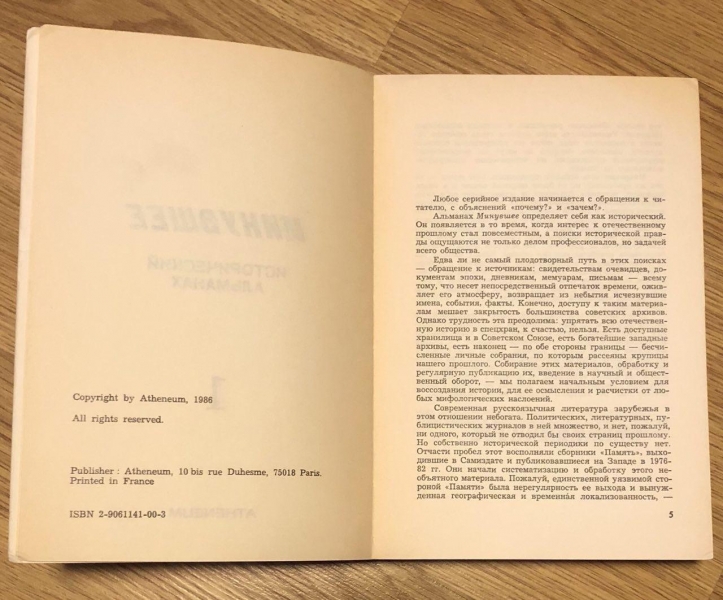 МИНУВШЕЕ
ИСТОРИЧЕСКИЙ
АЛЬМАНАХ
1
Copyright by Atheneum, 1986
All rights reserved.
Publisher : Atheneum, 10 bis rue Duhesme, 75018 Paris.
Printed in France
ISBN 2-9061141-00-3
ATHENEUM
Любое серийное издание начинается с обращения к чи-
тателю, с объяснений «почему?» и «зачем?».
Альманах Минувшее определяет себя как исторический.
Он появляется в то время, когда интерес к отечественному
прошлому стал повсеместным, а поиски исторической прав-
ды ощущаются не только делом профессионалов, но задачей
всего общества.
Едва ли не самый плодотворный путь в этих поисках
— обращение к источникам: свидетельствам очевидцев, до-
кументам эпохи, дневникам, мемуарам, письмам — всему
тому, что несет непосредственный отпечаток времени, ожив-
ляет его атмосферу, возвращает из небытия исчезнувшие
имена, события, факты. Конечно, доступу к таким материа-
лам мешает закрытость большинства советских архивов.
Однако трудность эта преодолима: упрятать всю отечествен-
ную историю в спецхран, к счастью, нельзя. Есть доступные
хранилища и в Советском Союзе, есть богатейшие западные
архивы, есть наконец — по обе стороны границы — бесчи-
сленные личные собрания, по которым рассеяны крупицы
нашего прошлого. Собирание этих материалов, обработку и
регулярную публикацию их, введение в научный и общест-
венный оборот, — мы полагаем начальным условием для
воссоздания истории, для ее осмысления и расчистки от лю-
бых мифологических наслоений.
Современная русскоязычная литература зарубежья в
этом отношении небогата. Политических, литературных, пу-
блицистических журналов в ней множество, и нет, пожалуй,
ни одного, который не отводил бы своих страниц прошлому.
Но собственно исторической периодики по существу нет.
Отчасти пробел этот восполняли сборники «Память», выхо-
дившие в Самиздате и публиковавшиеся на Западе в 1976-
82 гг. Они начали систематизацию и обработку этого не-
объятного материала. Пожалуй, единственной уязвимой сто-
роной «Памяти» была нерегулярность ее выхода и вынуж-
денная географическая и временнáя локализованность, —
5